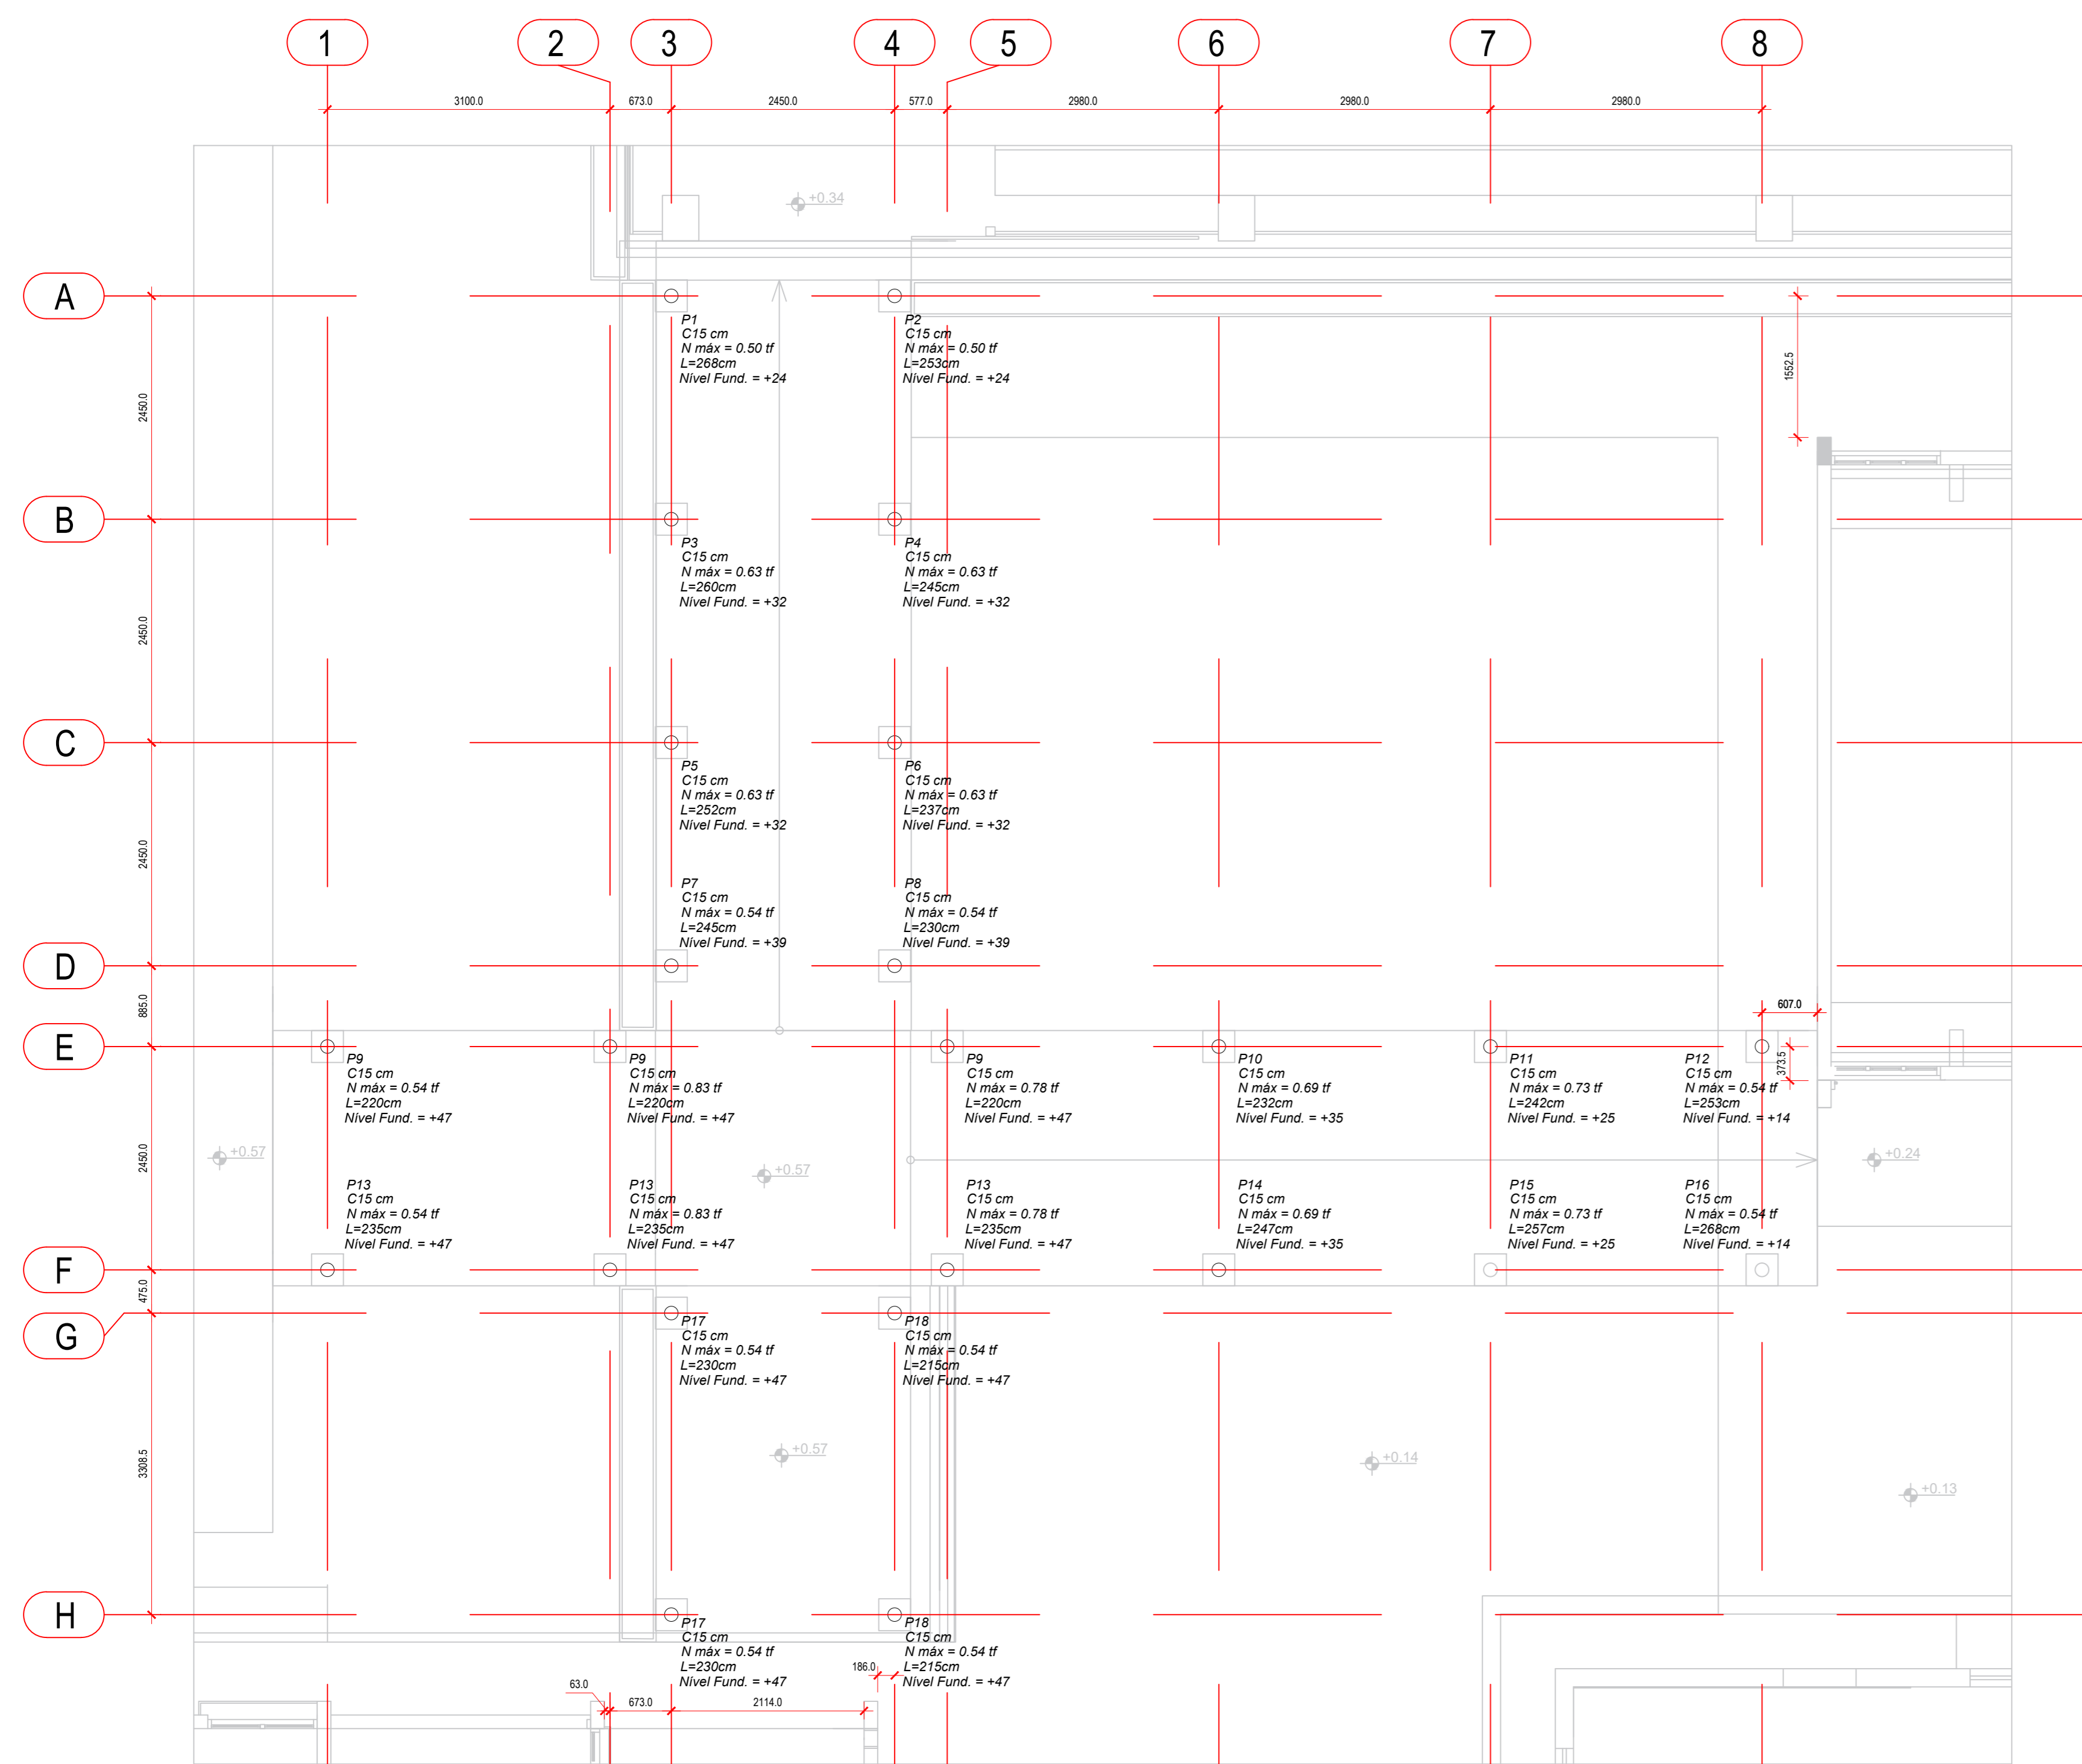 1 2 3 4 5 6 7 8
3100.0 673.0 2450.0 577.0 2980.0 2980.0 2980.0
+0.34
A
P1
C15 cm
N máx = 0.50 tf
L=268cm
Nível Fund. = +24
P2
C15 cm
N máx = 0.50 tf
L=253cm
Nível Fund. = +24
1552.5
2450.0
B
P3
C15 cm
N máx = 0.63 tf
L=260cm
Nível Fund. = +32
P4
C15 cm
N máx = 0.63 tf
L=245cm
Nível Fund. = +32
2450.0
C
P5
C15 cm
N máx = 0.63 tf
L=252cm
Nível Fund. = +32
P6
C15 cm
N máx = 0.63 tf
L=237cm
Nível Fund. = +32
2450.0
P7
C15 cm
N máx = 0.54 tf
L=245cm
Nível Fund. = +39
P8
C15 cm
N máx = 0.54 tf
L=230cm
Nível Fund. = +39
D
885.0
607.0
E
373.5
P9
C15 cm
N máx = 0.54 tf
L=220cm
Nível Fund. = +47
P9
C15 cm
N máx = 0.83 tf
L=220cm
Nível Fund. = +47
P9
C15 cm
N máx = 0.78 tf
L=220cm
Nível Fund. = +47
P10
C15 cm
N máx = 0.69 tf
L=232cm
Nível Fund. = +35
P11
C15 cm
N máx = 0.73 tf
L=242cm
Nível Fund. = +25
P12
C15 cm
N máx = 0.54 tf
L=253cm
Nível Fund. = +14
2450.0
+0.57
+0.57
+0.24
P13
C15 cm
N máx = 0.54 tf
L=235cm
Nível Fund. = +47
P13
C15 cm
N máx = 0.83 tf
L=235cm
Nível Fund. = +47
P13
C15 cm
N máx = 0.78 tf
L=235cm
Nível Fund. = +47
P14
C15 cm
N máx = 0.69 tf
L=247cm
Nível Fund. = +35
P15
C15 cm
N máx = 0.73 tf
L=257cm
Nível Fund. = +25
P16
C15 cm
N máx = 0.54 tf
L=268cm
Nível Fund. = +14
F
475.0
G
P17
C15 cm
N máx = 0.54 tf
L=230cm
Nível Fund. = +47
P18
C15 cm
N máx = 0.54 tf
L=215cm
Nível Fund. = +47
3308.5
+0.57
+0.14
+0.13
H
P17
C15 cm
N máx = 0.54 tf
L=230cm
Nível Fund. = +47
P18
C15 cm
N máx = 0.54 tf
L=215cm
Nível Fund. = +47
186.0
63.0
673.0 2114.0